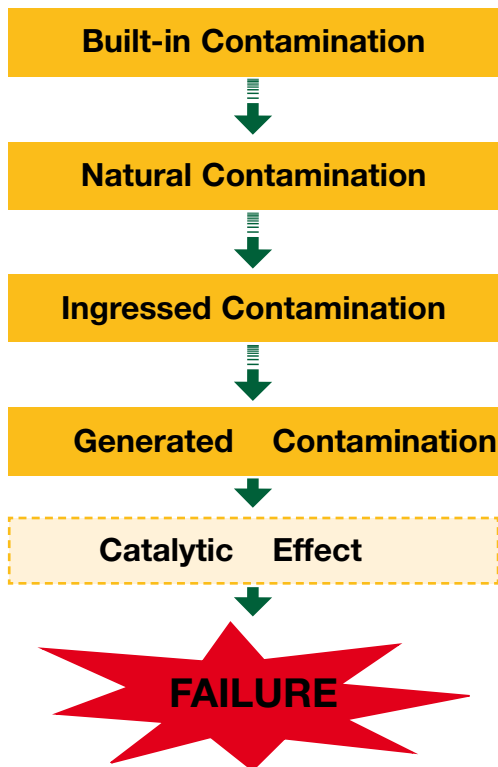 Built-in Contamination
Natural Contamination
Ingressed Contamination
Generated Contamination
Catalytic Effect
FAILURE